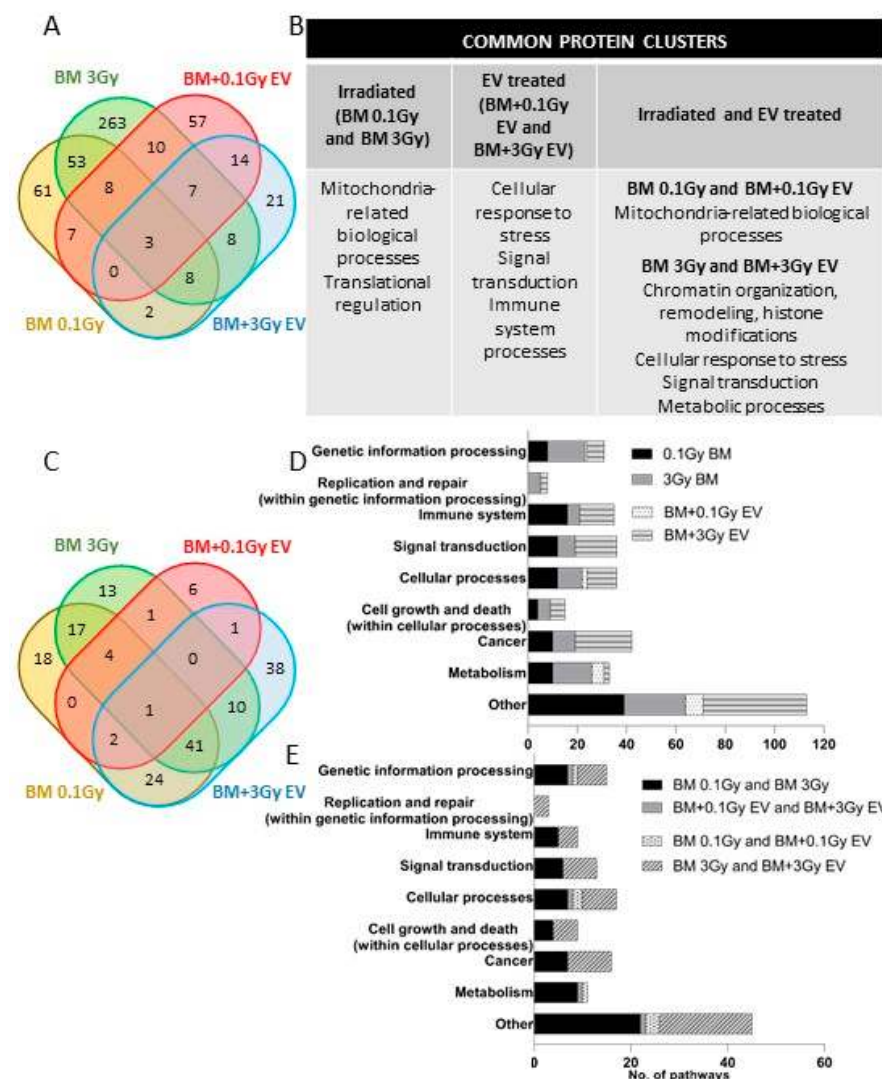 A
BM 3Gy
BM+0.1Gy EV
263
57
53
10
14
61
8
7
21
7
3
8
0
8
2
BM 0.1Gy
BM+3Gy EV
B
COMMON PROTEIN CLUSTERS
Irradiated
(BM 0.1Gy
and BM 3Gy)
EV treated
(BM+0.1Gy
EV and
BM+3Gy EV)
Irradiated and EV treated
Mitochondria-
related
biological
processes
Translational
regulation
Cellular
response to
stress
Signal
transduction
Immune
system
processes
BM 0.1Gy and BM+0.1Gy EV
Mitochondria-related biological
processes
BM 3Gy and BM+3Gy EV
Chromatin organization,
remodeling, histone
modifications
Cellular response to stress
Signal transduction
Metabolic processes
C
BM 3Gy
BM+0.1Gy EV
13
6
17
1
1
18
4
0
38
0
1
10
2
41
24
BM 0.1Gy
BM+3Gy EV
D
Genetic information processing
Replication and repair
(within genetic information processing)
Immune system
Signal transduction
Cellular processes
Cell growth and death
(within cellular processes)
Cancer
Metabolism
Other
0.1Gy BM
3Gy BM
BM+0.1Gy EV
BM+3Gy EV
0 20 40 60 80 100 120
E
Genetic information processing
Replication and repair
(within genetic information processing)
Immune system
Signal transduction
Cellular processes
Cell growth and death
(within cellular processes)
Cancer
Metabolism
Other
BM 0.1Gy and BM 3Gy
BM+0.1Gy EV and BM+3Gy EV
BM 0.1Gy and BM+0.1Gy EV
BM 3Gy and BM+3Gy EV
0 20 40 60
No. of pathways